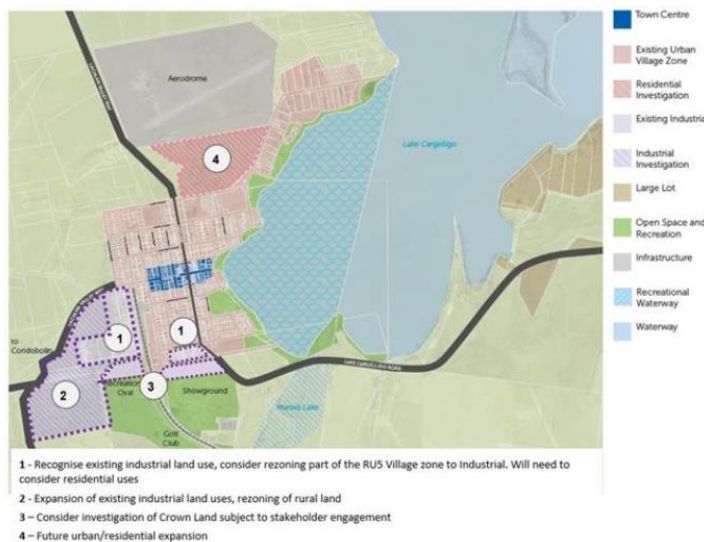 Town Centre
Existing Urban
Village Zone
Residential
Investigation
Existing Industrial
Industrial
Investigation
Large Lot
Open Space and
Recreation
Infrastructure
Recreational
Waterway
Waterway
Aerodrome
4
Lake Cargelligo
1
1
to
Condobolin
2
3
Recreation
Oval
Showground
Golf
Club
1 - Recognise existing industrial land use, consider rezoning part of the RU5 Village zone to Industrial. Will need to
consider residential uses
2 - Expansion of existing industrial land uses, rezoning of rural land
3 – Consider investigation of Crown Land subject to stakeholder engagement
4 – Future urban/residential expansion